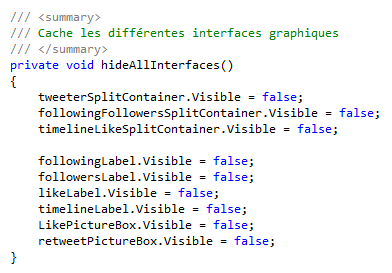 /// <summary>
/// Cache les différentes interfaces graphiques
/// </summary>
private void hideAllInterfaces()
{
    tweeterSplitContainer.Visible = false;
    followingFollowersSplitContainer.Visible = false;
    timelineLikeSplitContainer.Visible = false;

    followingLabel.Visible = false;
    followersLabel.Visible = false;
    likeLabel.Visible = false;
    timelineLabel.Visible = false;
    LikePictureBox.Visible = false;
    retweetPictureBox.Visible = false;
}